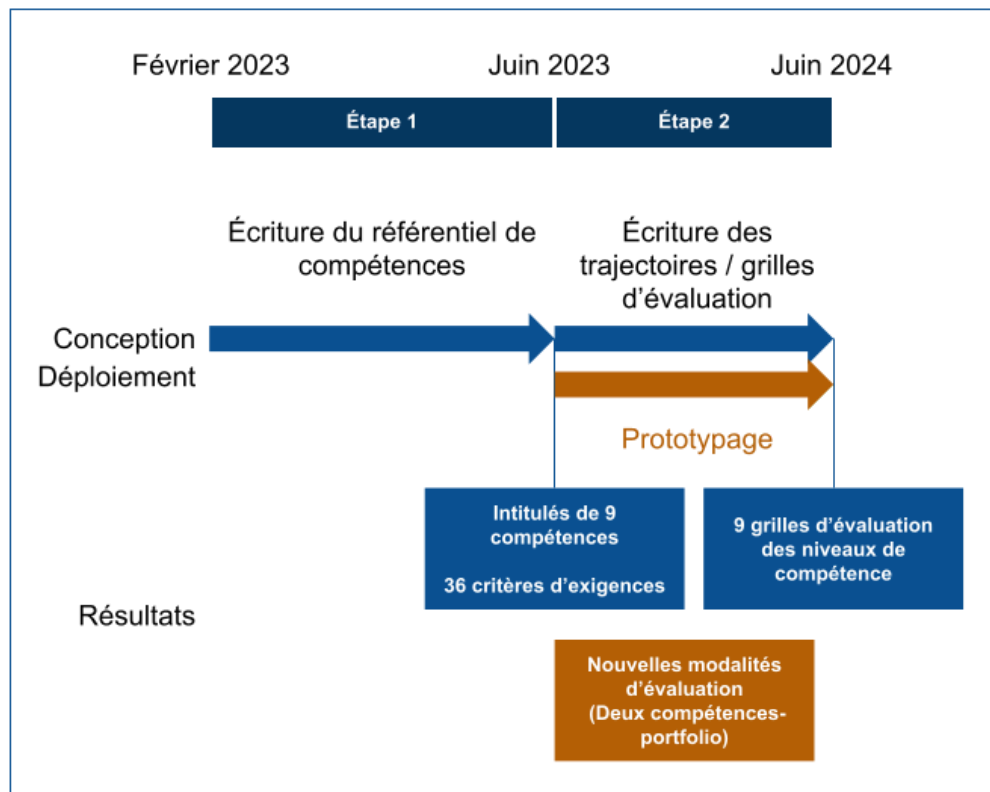 Février 2023
Juin 2023
Juin 2024
Étape 1
Étape 2
Écriture du référentiel de
compétences
Écriture des
trajectoires / grilles
d’évaluation
Conception
Déploiement
Prototypage
Intitulés de 9
compétences
36 critères d’exigences
9 grilles d’évaluation
des niveaux de
compétence
Résultats
Nouvelles modalités
d’évaluation
(Deux compétences-
portfolio)